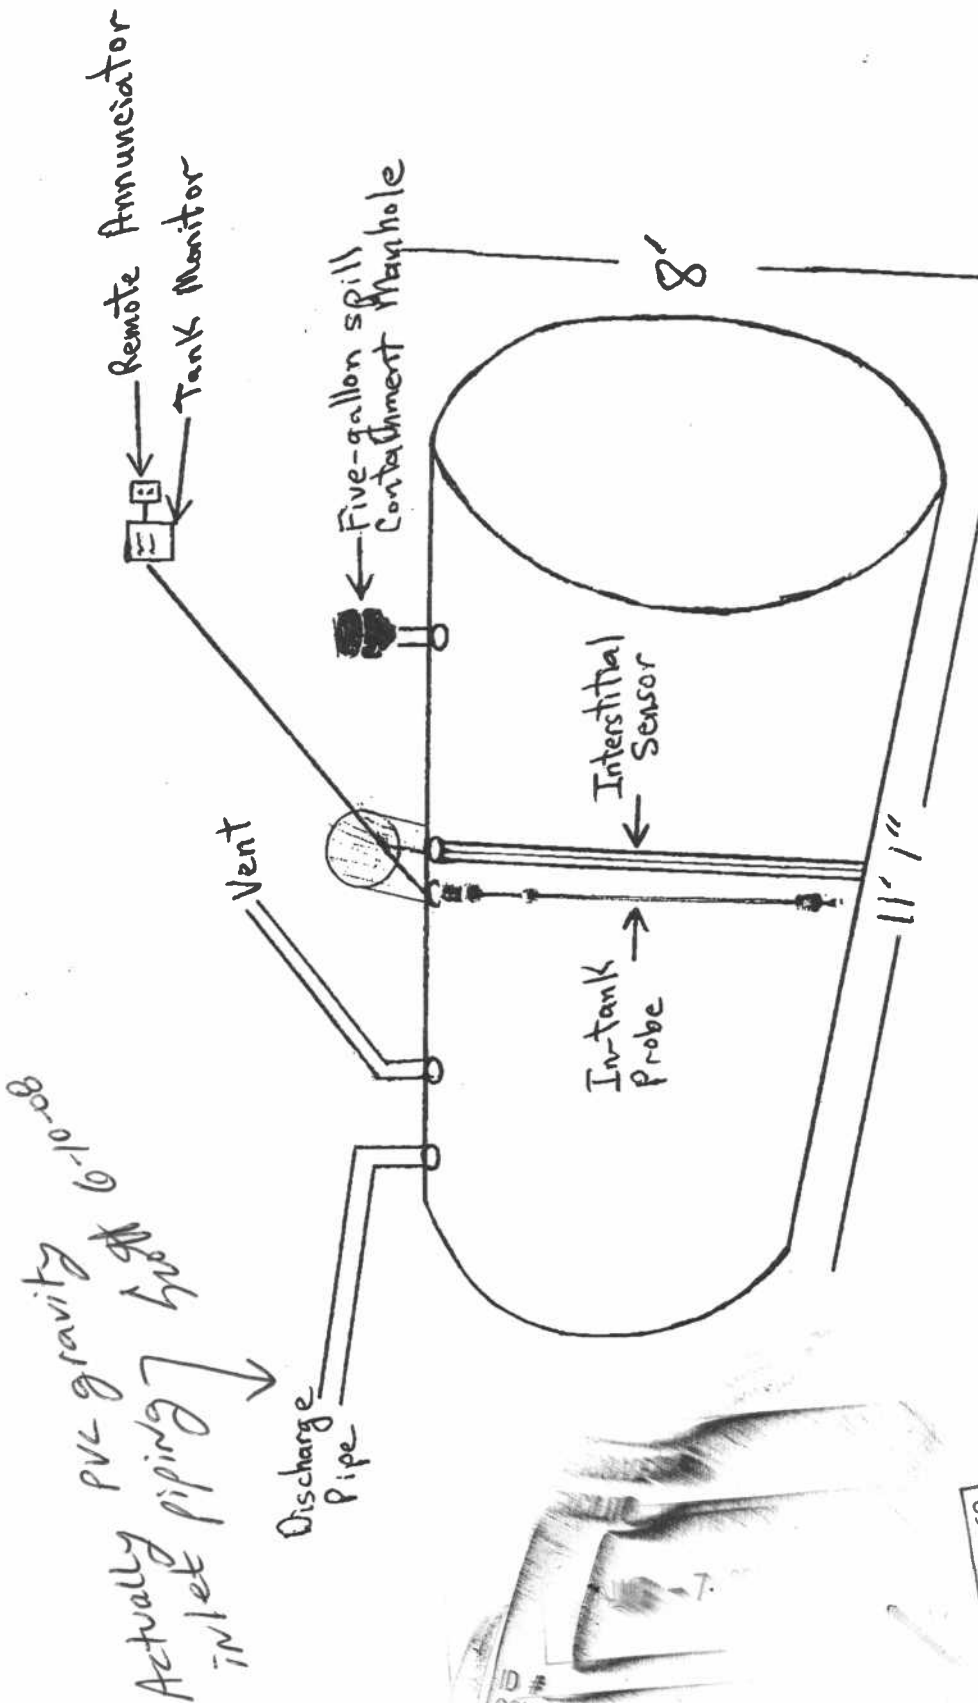 Actually PVC gravity
inlet piping
6-10-08
Remote Annunciator
Tank Monitor
Vent
Five-gallon spill
Containment Manhole
Discharge
Pipe
In-tank
Probe
Interstitial
Sensor
8'
11' 1"